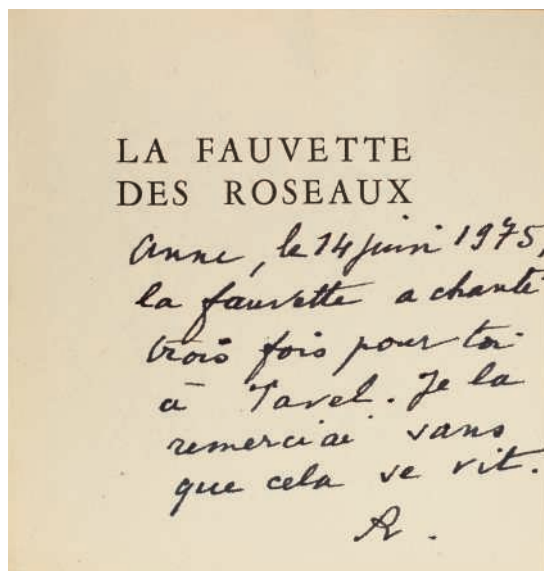 LA FAUVETTE
DES ROSEAUX
Anne, le 14 juin 1975,
la fauvette a chanté
trois fois pour toi
à Tavel. Je la
remerciai sans
que cela se vit.
R.